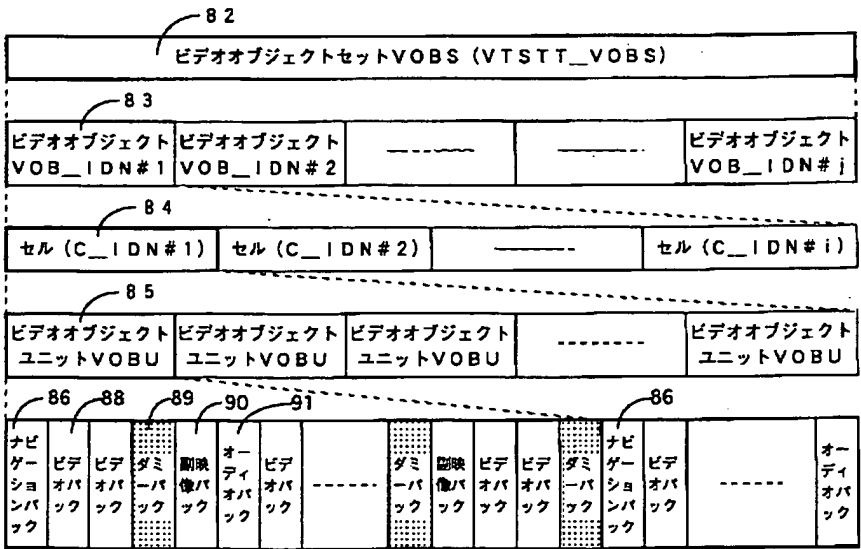 82
ビデオオブジェクトセットVOBS (VTSTT__VOBS)
83
ビデオオブジェクト
VOB__IDN#1
ビデオオブジェクト
VOB__IDN#2
ビデオオブジェクト
VOB__IDN#j
84
セル (C__IDN#1)
セル (C__IDN#2)
セル (C__IDN#i)
85
ビデオオブジェクト
ユニットVOBU
ビデオオブジェクト
ユニットVOBU
ビデオオブジェクト
ユニットVOBU
ビデオオブジェクト
ユニットVOBU
86
88
89
90
91
86
ナビゲーションパック
ビデオパック
ビデオパック
ダミーパック
副映像パック
オーディオパック
ビデオパック
ダミーパック
副映像パック
ビデオパック
ビデオパック
ダミーパック
ナビゲーションパック
ビデオパック
オーディオパック